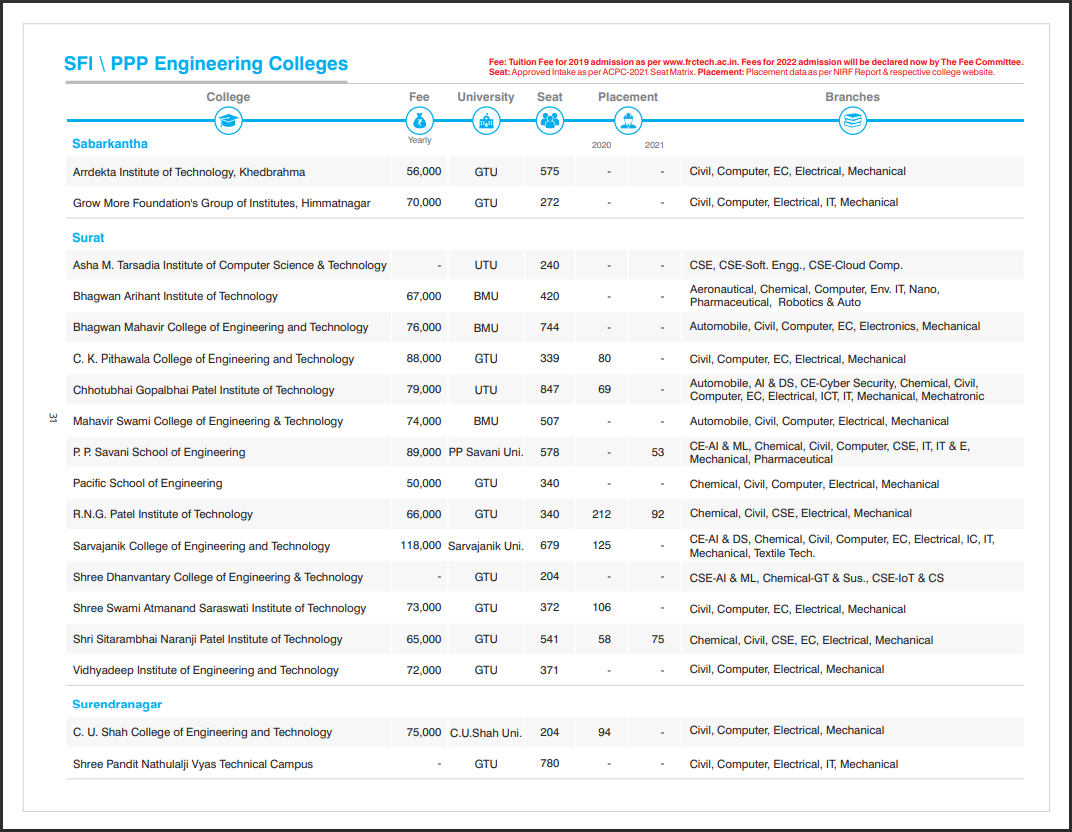 SFI \ PPP Engineering Colleges
Fee: Tuition Fee for 2019 admission as per www.frctech.ac.in. Fees for 2022 admission will be declared now by The Fee Committee.
Seat: Approved Intake as per ACPC-2021 Seat Matrix. Placement: Placement data as per NIRF Report & respective college website.
College Fee University Seat Placement Branches
Yearly
Sabarkantha 2020 2021
Arrdekta Institute of Technology, Khedbrahma 56,000 GTU 575 - - Civil, Computer, EC, Electrical, Mechanical
Grow More Foundation's Group of Institutes, Himmatnagar 70,000 GTU 272 - - Civil, Computer, Electrical, IT, Mechanical
Surat
Asha M. Tarsadia Institute of Computer Science & Technology - UTU 240 - - CSE, CSE-Soft. Engg., CSE-Cloud Comp.
Bhagwan Arihant Institute of Technology 67,000 BMU 420 - - Aeronautical, Chemical, Computer, Env. IT, Nano,
Pharmaceutical, Robotics & Auto
Bhagwan Mahavir College of Engineering and Technology 76,000 BMU 744 - - Automobile, Civil, Computer, EC, Electronics, Mechanical
C. K. Pithawala College of Engineering and Technology 88,000 GTU 339 80 - Civil, Computer, EC, Electrical, Mechanical
Chhotubhai Gopalbhai Patel Institute of Technology 79,000 UTU 847 69 - Automobile, AI & DS, CE-Cyber Security, Chemical, Civil,
Computer, EC, Electrical, ICT, IT, Mechanical, Mechatronic
Mahavir Swami College of Engineering & Technology 74,000 BMU 507 - - Automobile, Civil, Computer, Electrical, Mechanical
P. P. Savani School of Engineering 89,000 PP Savani Uni. 578 - 53 CE-AI & ML, Chemical, Civil, Computer, CSE, IT, IT & E,
Mechanical, Pharmaceutical
Pacific School of Engineering 50,000 GTU 340 - - Chemical, Civil, Computer, Electrical, Mechanical
R.N.G. Patel Institute of Technology 66,000 GTU 340 212 92 Chemical, Civil, CSE, Electrical, Mechanical
Sarvajanik College of Engineering and Technology 118,000 Sarvajanik Uni. 679 125 - CE-AI & DS, Chemical, Civil, Computer, EC, Electrical, IC, IT,
Mechanical, Textile Tech.
Shree Dhanvantary College of Engineering & Technology - GTU 204 - - CSE-AI & ML, Chemical-GT & Sus., CSE-IoT & CS
Shree Swami Atmanand Saraswati Institute of Technology 73,000 GTU 372 106 - Civil, Computer, EC, Electrical, Mechanical
Shri Sitarambhai Naranji Patel Institute of Technology 65,000 GTU 541 58 75 Chemical, Civil, CSE, EC, Electrical, Mechanical
Vidhyadeep Institute of Engineering and Technology 72,000 GTU 371 - - Civil, Computer, Electrical, Mechanical
Surendranagar
C. U. Shah College of Engineering and Technology 75,000 C.U.Shah Uni. 204 94 - Civil, Computer, Electrical, Mechanical
Shree Pandit Nathulalji Vyas Technical Campus - GTU 780 - - Civil, Computer, Electrical, IT, Mechanical
31